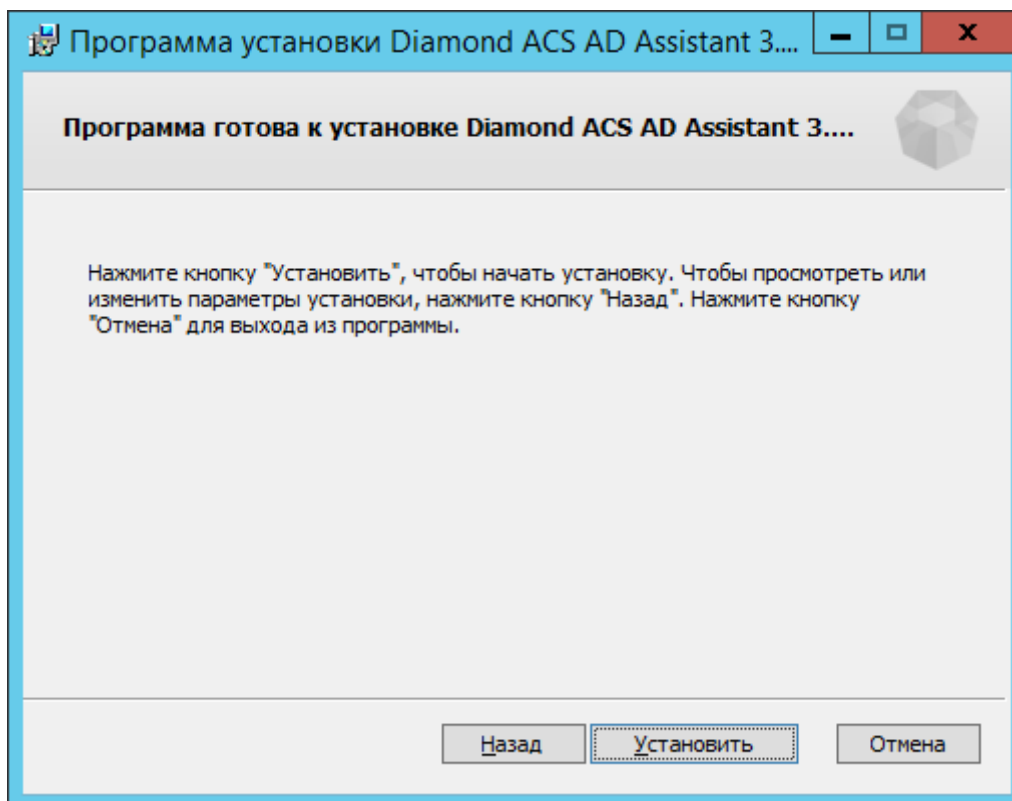 Программа установки Diamond ACS AD Assistant 3....
Программа готова к установке Diamond ACS AD Assistant 3....
Нажмите кнопку "Установить", чтобы начать установку. Чтобы просмотреть или
изменить параметры установки, нажмите кнопку "Назад". Нажмите кнопку
"Отмена" для выхода из программы.
Назад
Установить
Отмена